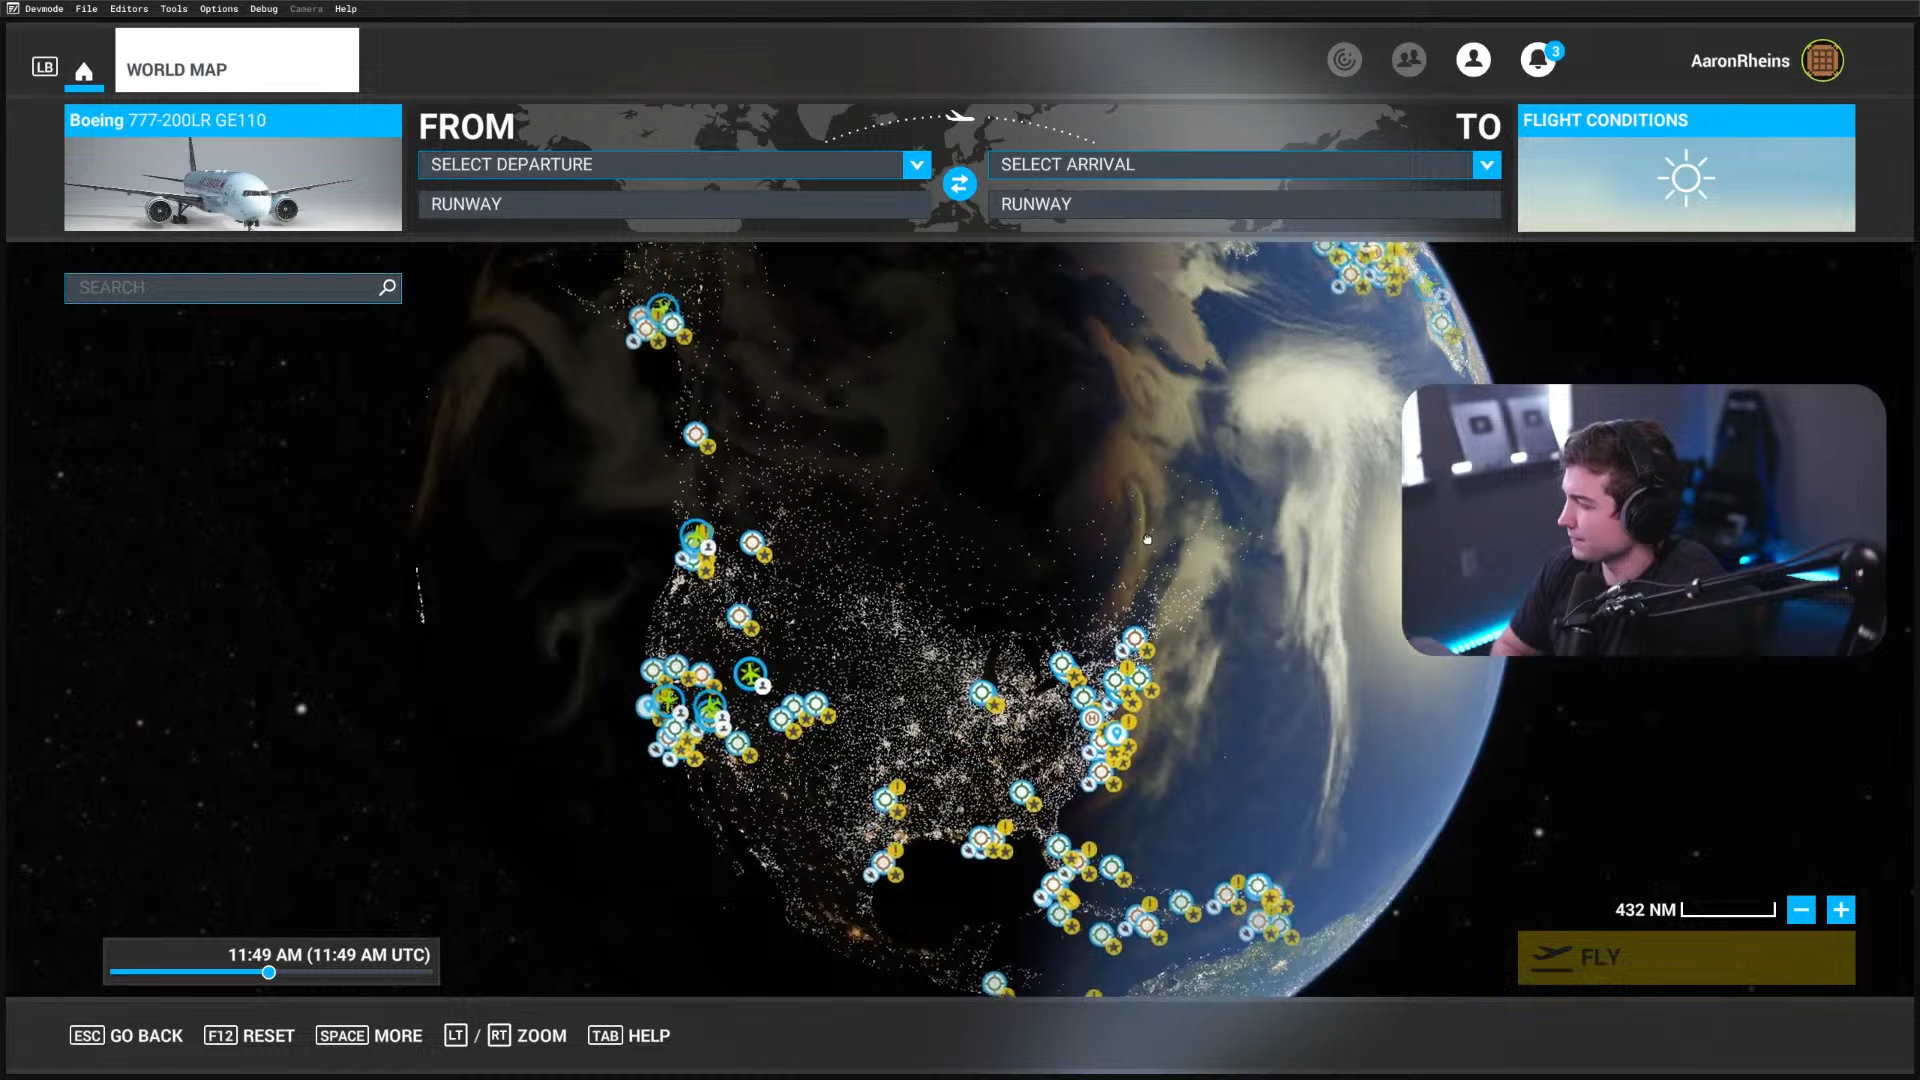 Devmode File Editors Tools Options Debug Camera Help
LB
WORLD MAP
3
AaronRheins
Boeing 777-200LR GE110
FROM
TO
SELECT DEPARTURE
SELECT ARRIVAL
RUNWAY
RUNWAY
FLIGHT CONDITIONS
SEARCH
H
432 NM
11:49 AM (11:49 AM UTC)
FLY
ESC GO BACK F12 RESET SPACE MORE LT / RT ZOOM TAB HELP